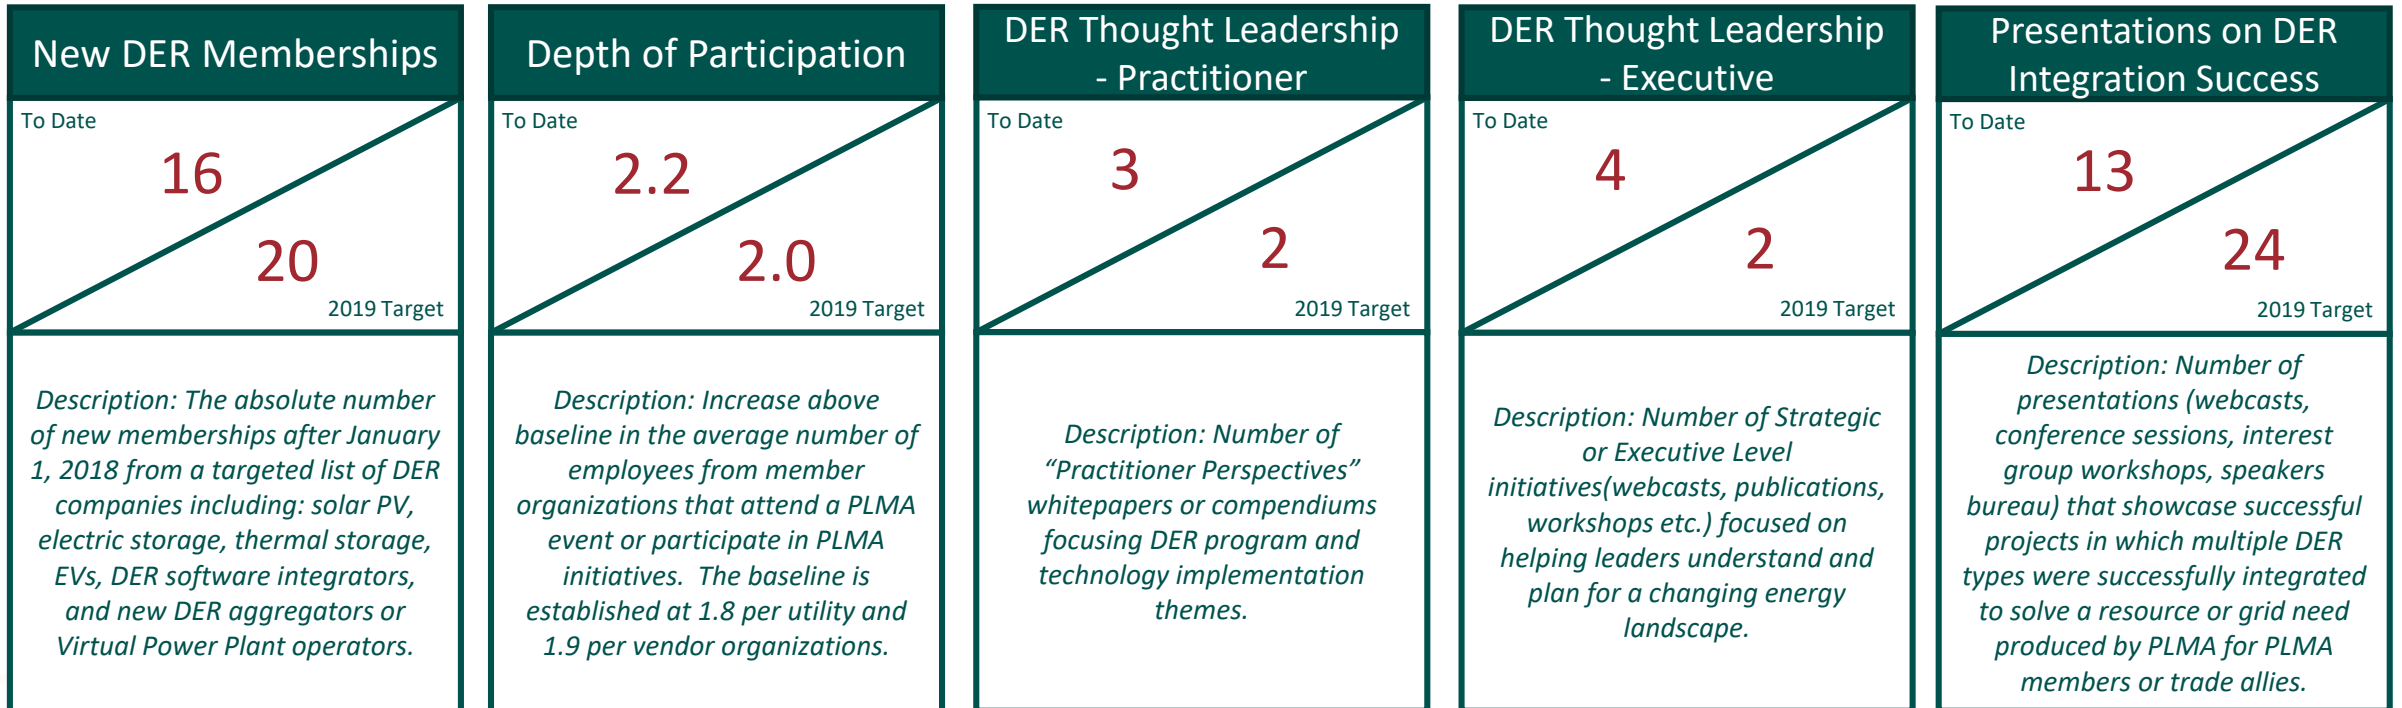 New DER Memberships
To Date
16
20
2019 Target
Description: The absolute number
of new memberships after January
1, 2018 from a targeted list of DER
companies including: solar PV,
electric storage, thermal storage,
EVs, DER software integrators,
and new DER aggregators or
Virtual Power Plant operators.
Depth of Participation
To Date
2.2
2.0
2019 Target
Description: Increase above
baseline in the average number of
employees from member
organizations that attend a PLMA
event or participate in PLMA
initiatives.  The baseline is
established at 1.8 per utility and
1.9 per vendor organizations.
DER Thought Leadership
- Practitioner
To Date
3
2
2019 Target
Description: Number of
“Practitioner Perspectives”
whitepapers or compendiums
focusing DER program and
technology implementation
themes.
DER Thought Leadership
- Executive
To Date
4
2
2019 Target
Description: Number of Strategic
or Executive Level
initiatives(webcasts, publications,
workshops etc.) focused on
helping leaders understand and
plan for a changing energy
landscape.
Presentations on DER
Integration Success
To Date
13
24
2019 Target
Description: Number of
presentations (webcasts,
conference sessions, interest
group workshops, speakers
bureau) that showcase successful
projects in which multiple DER
types were successfully integrated
to solve a resource or grid need
produced by PLMA for PLMA
members or trade allies.